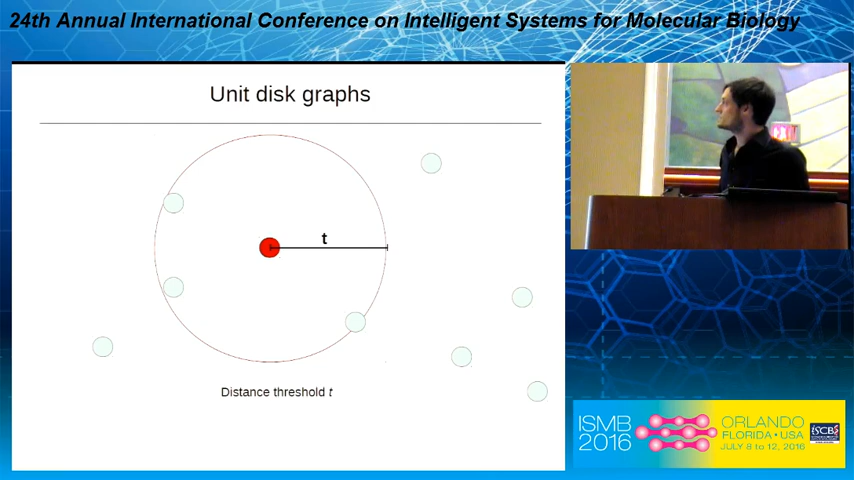 24th Annual International Conference on Intelligent Systems for Molecular Biology
Unit disk graphs
t
Distance threshold t
EXIT
ISMB
2016
ORLANDO
FLORIDA • USA
JULY 8 to 12, 2016
ISCB